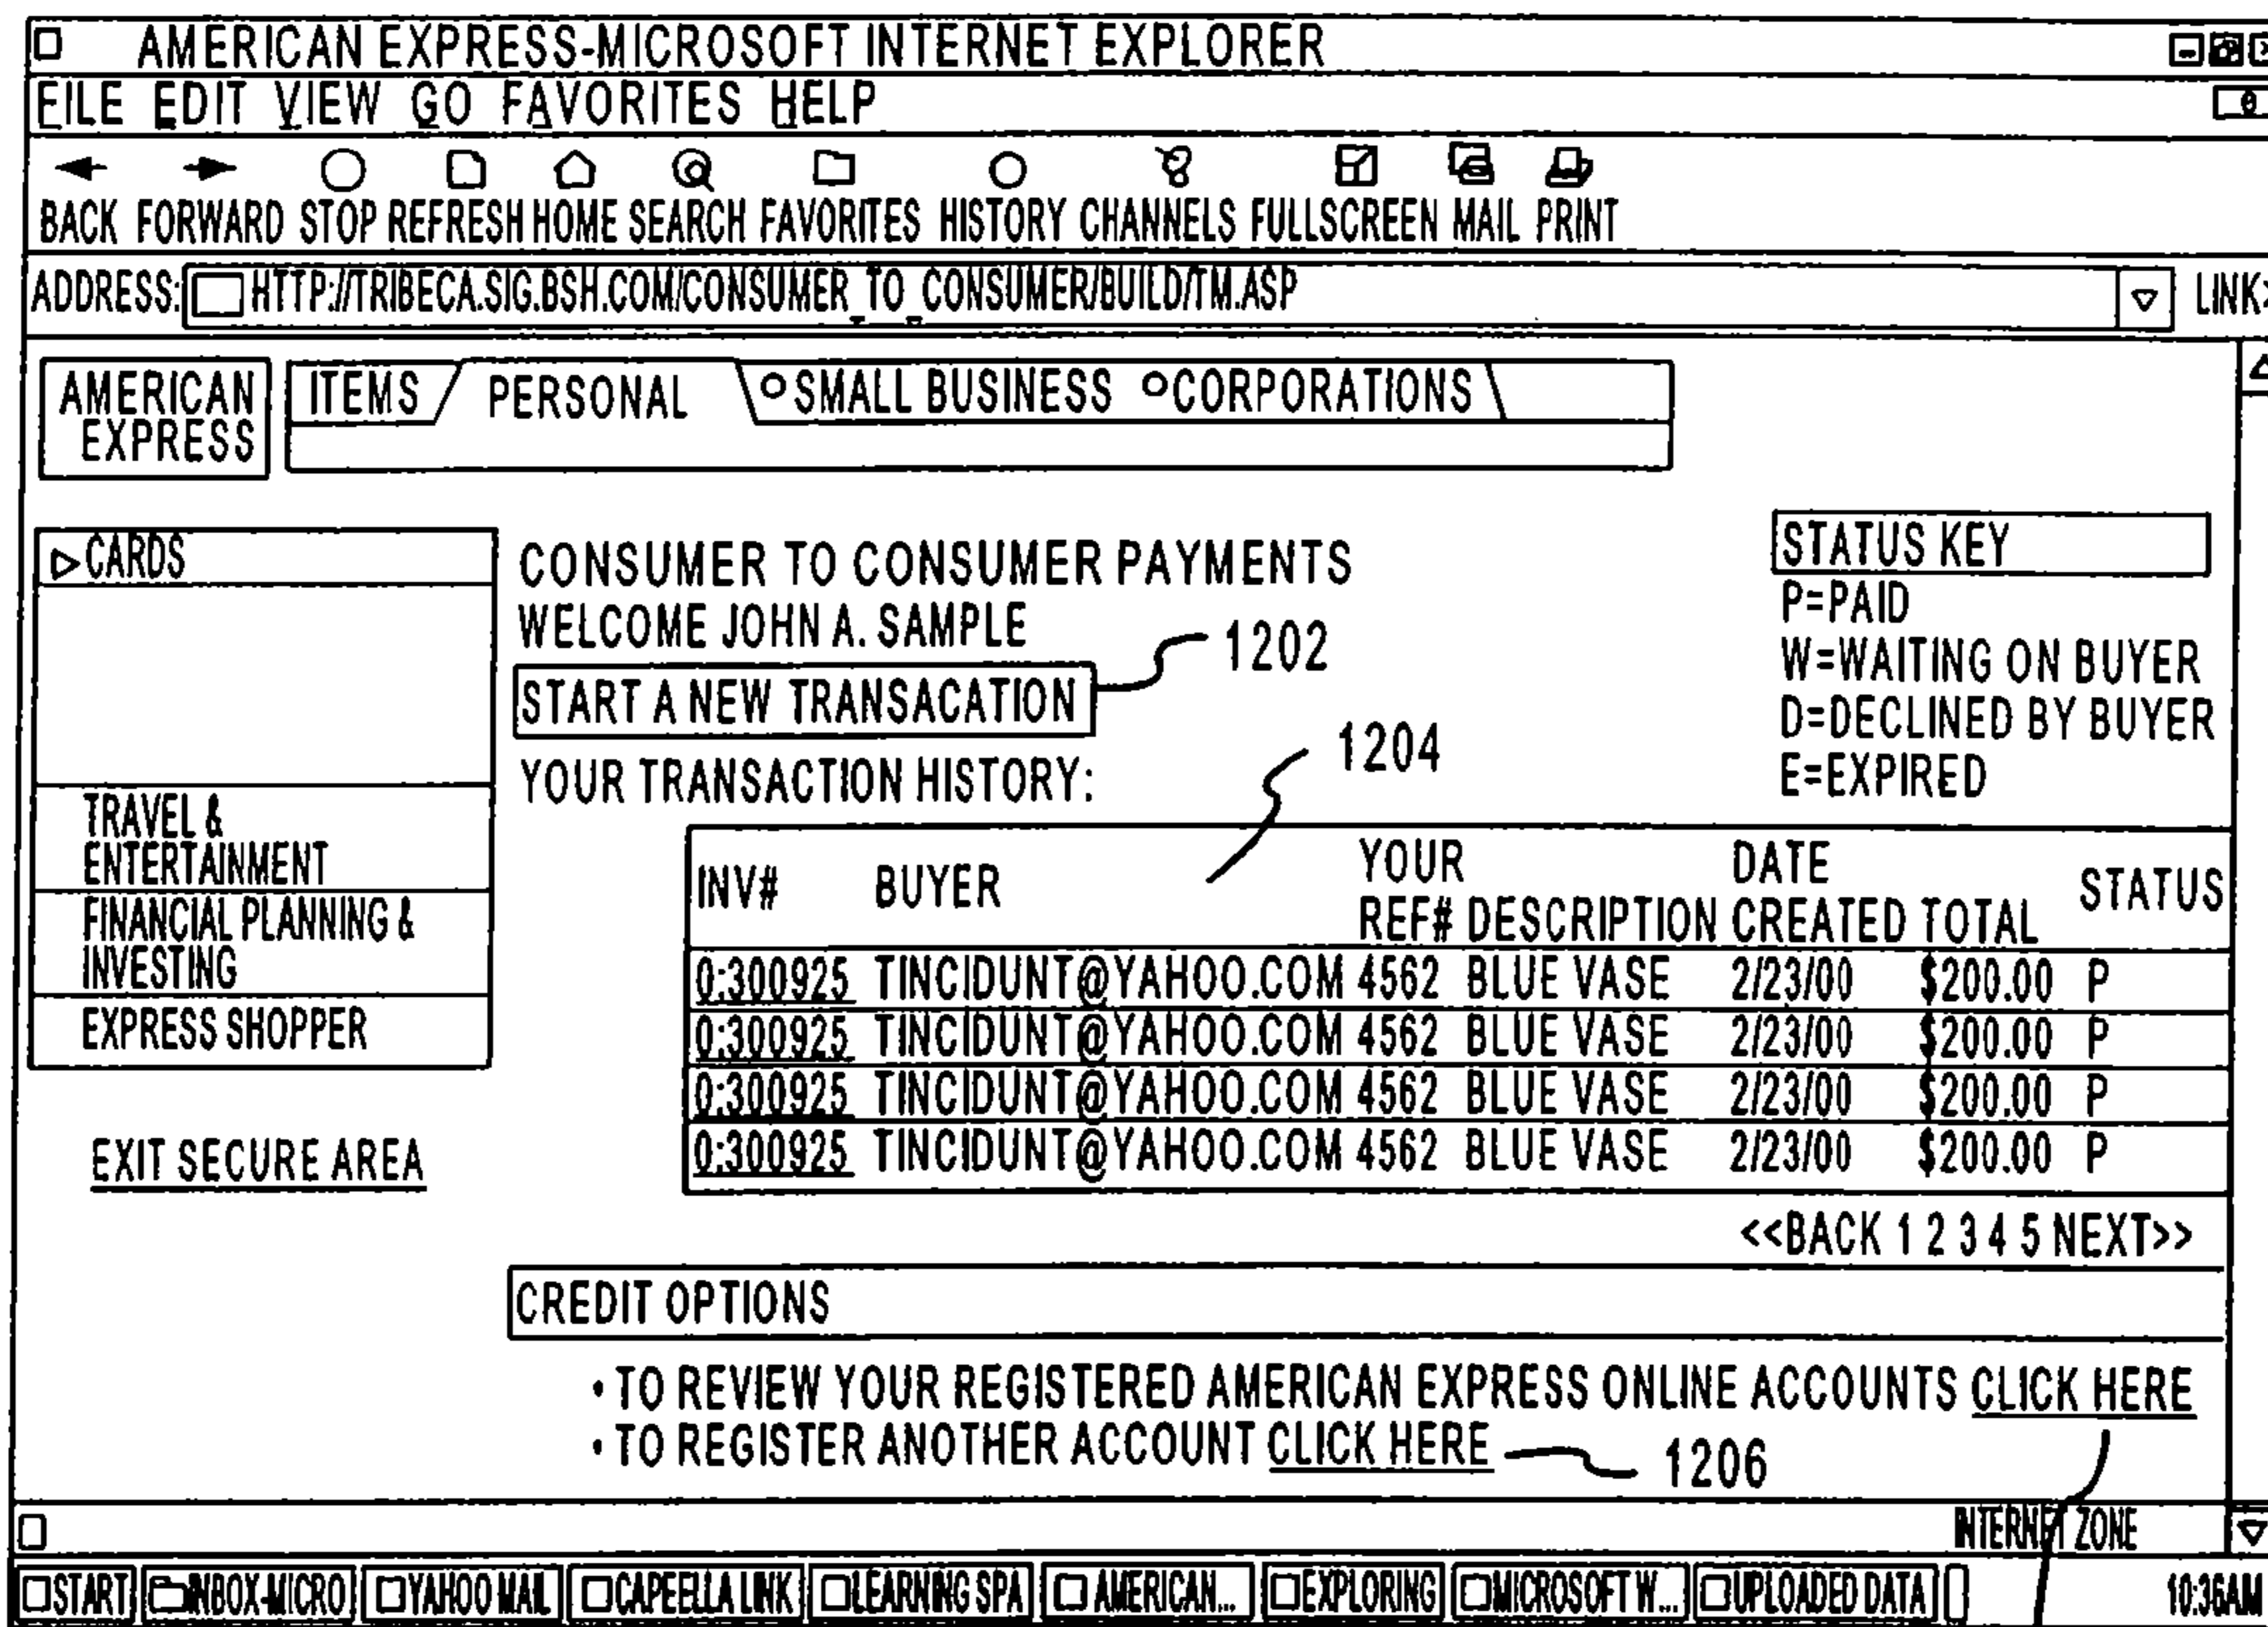 AMERICAN EXPRESS-MICROSOFT INTERNET EXPLORER
FILE EDIT VIEW GO FAVORITES HELP
BACK FORWARD STOP REFRESH HOME SEARCH FAVORITES HISTORY CHANNELS FULLSCREEN MAIL PRINT
ADDRESS: HTTP://TRIBECA.SIG.BSH.COM/CONSUMER_TO_CONSUMER/BUILD/TM.ASP LINK>
AMERICAN EXPRESS
ITEMS PERSONAL SMALL BUSINESS CORPORATIONS
CARDS
TRAVEL &
ENTERTAINMENT
FINANCIAL PLANNING &
INVESTING
EXPRESS SHOPPER
EXIT SECURE AREA
CONSUMER TO CONSUMER PAYMENTS
WELCOME JOHN A. SAMPLE
1202
START A NEW TRANSACATION
1204
YOUR TRANSACTION HISTORY:
STATUS KEY
P=PAID
W=WAITING ON BUYER
D=DECLINED BY BUYER
E=EXPIRED
INV# BUYER YOUR REF# DESCRIPTION DATE CREATED TOTAL STATUS
0:300925 TINCIDUNT@YAHOO.COM 4562 BLUE VASE 2/23/00 $200.00 P
0:300925 TINCIDUNT@YAHOO.COM 4562 BLUE VASE 2/23/00 $200.00 P
0:300925 TINCIDUNT@YAHOO.COM 4562 BLUE VASE 2/23/00 $200.00 P
0:300925 TINCIDUNT@YAHOO.COM 4562 BLUE VASE 2/23/00 $200.00 P
<<BACK 1 2 3 4 5 NEXT>>
CREDIT OPTIONS
• TO REVIEW YOUR REGISTERED AMERICAN EXPRESS ONLINE ACCOUNTS CLICK HERE
• TO REGISTER ANOTHER ACCOUNT CLICK HERE 1206
INTERNET ZONE
START INBOX-MICRO YAHOO MAIL CAPEELLA LINK LEARNING SPA AMERICAN... EXPLORING MICROSOFT W... UPLOADED DATA 10:36AM